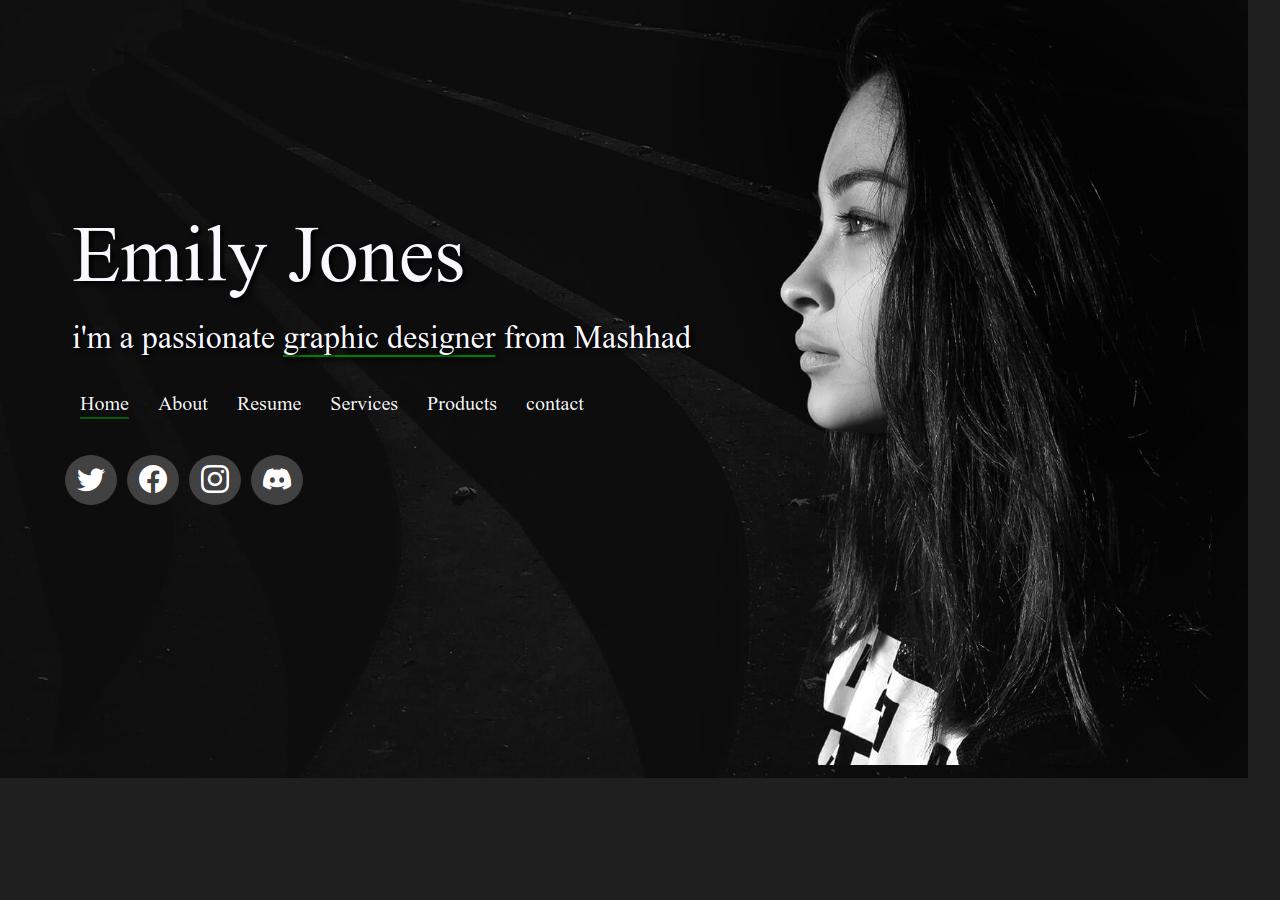 Emily Jones
i'm a passionate graphic designer from Mashhad
Home About Resume Services Products contact